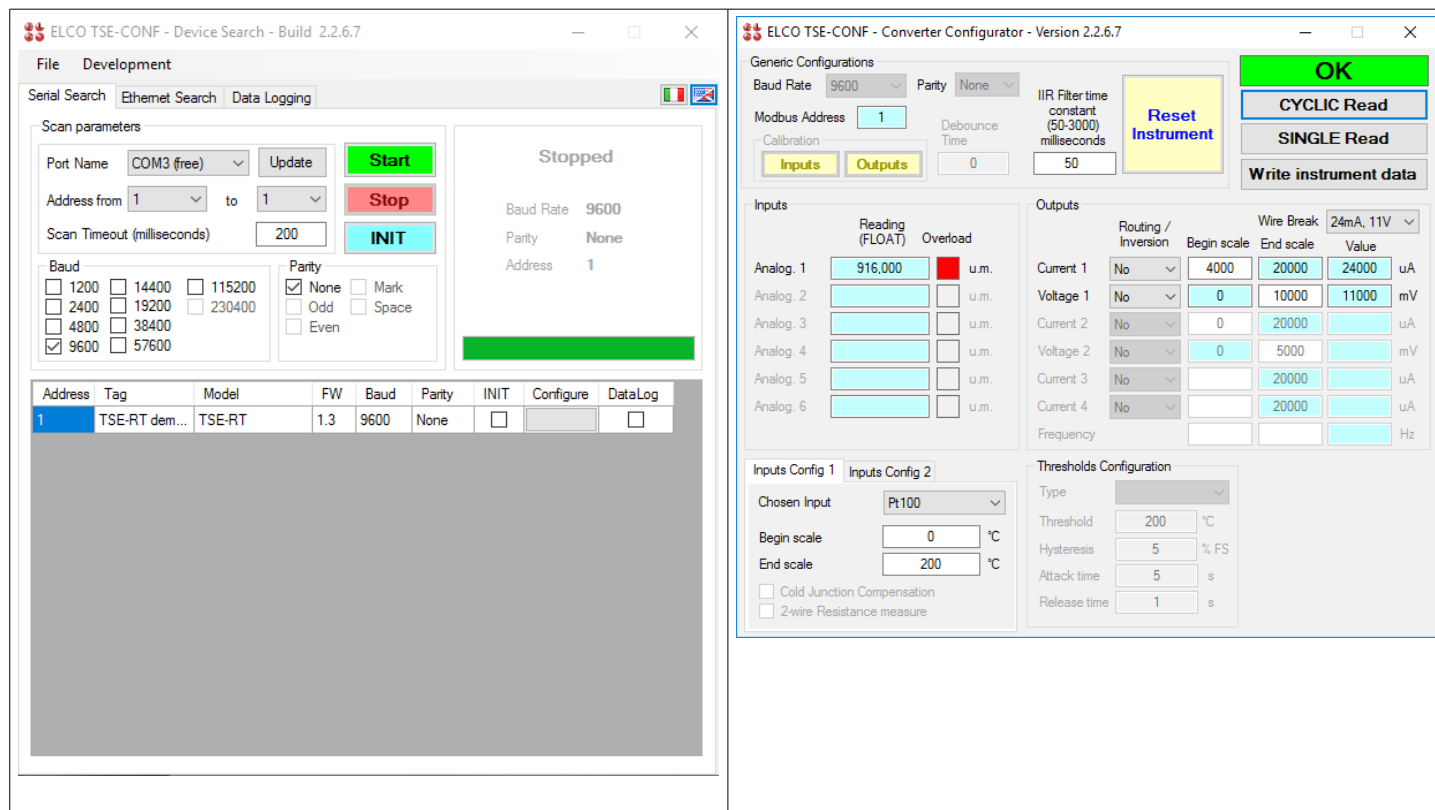 ELCO TSE-CONF - Device Search - Build 2.2.6.7
File Development
Serial Search Ethernet Search Data Logging
Scan parameters
Port Name COM3 (free) Update Start
Address from 1 to 1 Stop
Scan Timeout (milliseconds) 200 INIT
Baud Parity
1200 14400 115200 None Mark
2400 19200 230400 Odd Space
4800 38400 Even
9600 57600
Stopped
Baud Rate 9600
Parity None
Address 1
Address Tag Model FW Baud Parity INIT Configure DataLog
1 TSE-RT dem... TSE-RT 1.3 9600 None
ELCO TSE-CONF - Converter Configurator - Version 2.2.6.7
Generic Configurations
Baud Rate 9600 Parity None
Modbus Address 1
Calibration
Inputs Outputs
Debounce
Time
0
IIR Filter time
constant
(50-3000)
milliseconds
50
Reset
Instrument
OK
CYCLIC Read
SINGLE Read
Write instrument data
Inputs
Reading
(FLOAT) Overload
Analog. 1 916,000 u.m.
Analog. 2 u.m.
Analog. 3 u.m.
Analog. 4 u.m.
Analog. 5 u.m.
Analog. 6 u.m.
Outputs
Wire Break 24mA, 11V
Routing /
Inversion Begin scale End scale Value
Current 1 No 4000 20000 24000 uA
Voltage 1 No 0 10000 11000 mV
Current 2 No 0 20000 uA
Voltage 2 No 0 5000 mV
Current 3 No 20000 uA
Current 4 No 20000 uA
Frequency Hz
Inputs Config 1 Inputs Config 2
Chosen Input Pt100
Begin scale 0 °C
End scale 200 °C
Cold Junction Compensation
2-wire Resistance measure
Thresholds Configuration
Type
Threshold 200 °C
Hysteresis 5 % FS
Attack time 5 s
Release time 1 s